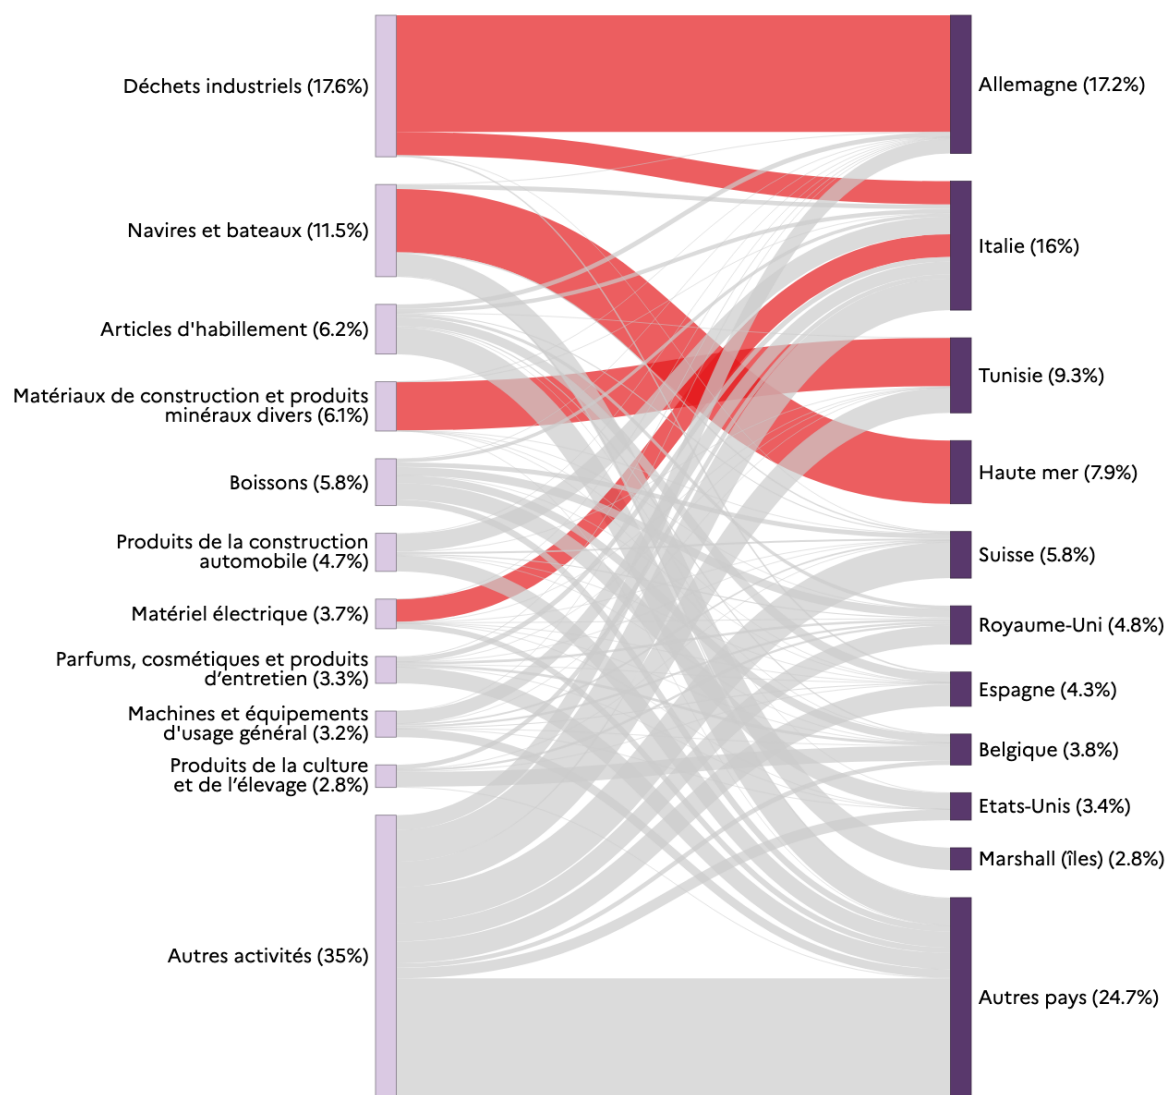 Déchets industriels (17.6%)
Navires et bateaux (11.5%)
Articles d'habillement (6.2%)
Matériaux de construction et produits
minéraux divers (6.1%)
Boissons (5.8%)
Produits de la construction
automobile (4.7%)
Matériel électrique (3.7%)
Parfums, cosmétiques et produits
d’entretien (3.3%)
Machines et équipements
d'usage général (3.2%)
Produits de la culture
et de l’élevage (2.8%)
Autres activités (35%)
Allemagne (17.2%)
Italie (16%)
Tunisie (9.3%)
Haute mer (7.9%)
Suisse (5.8%)
Royaume-Uni (4.8%)
Espagne (4.3%)
Belgique (3.8%)
Etats-Unis (3.4%)
Marshall (îles) (2.8%)
Autres pays (24.7%)